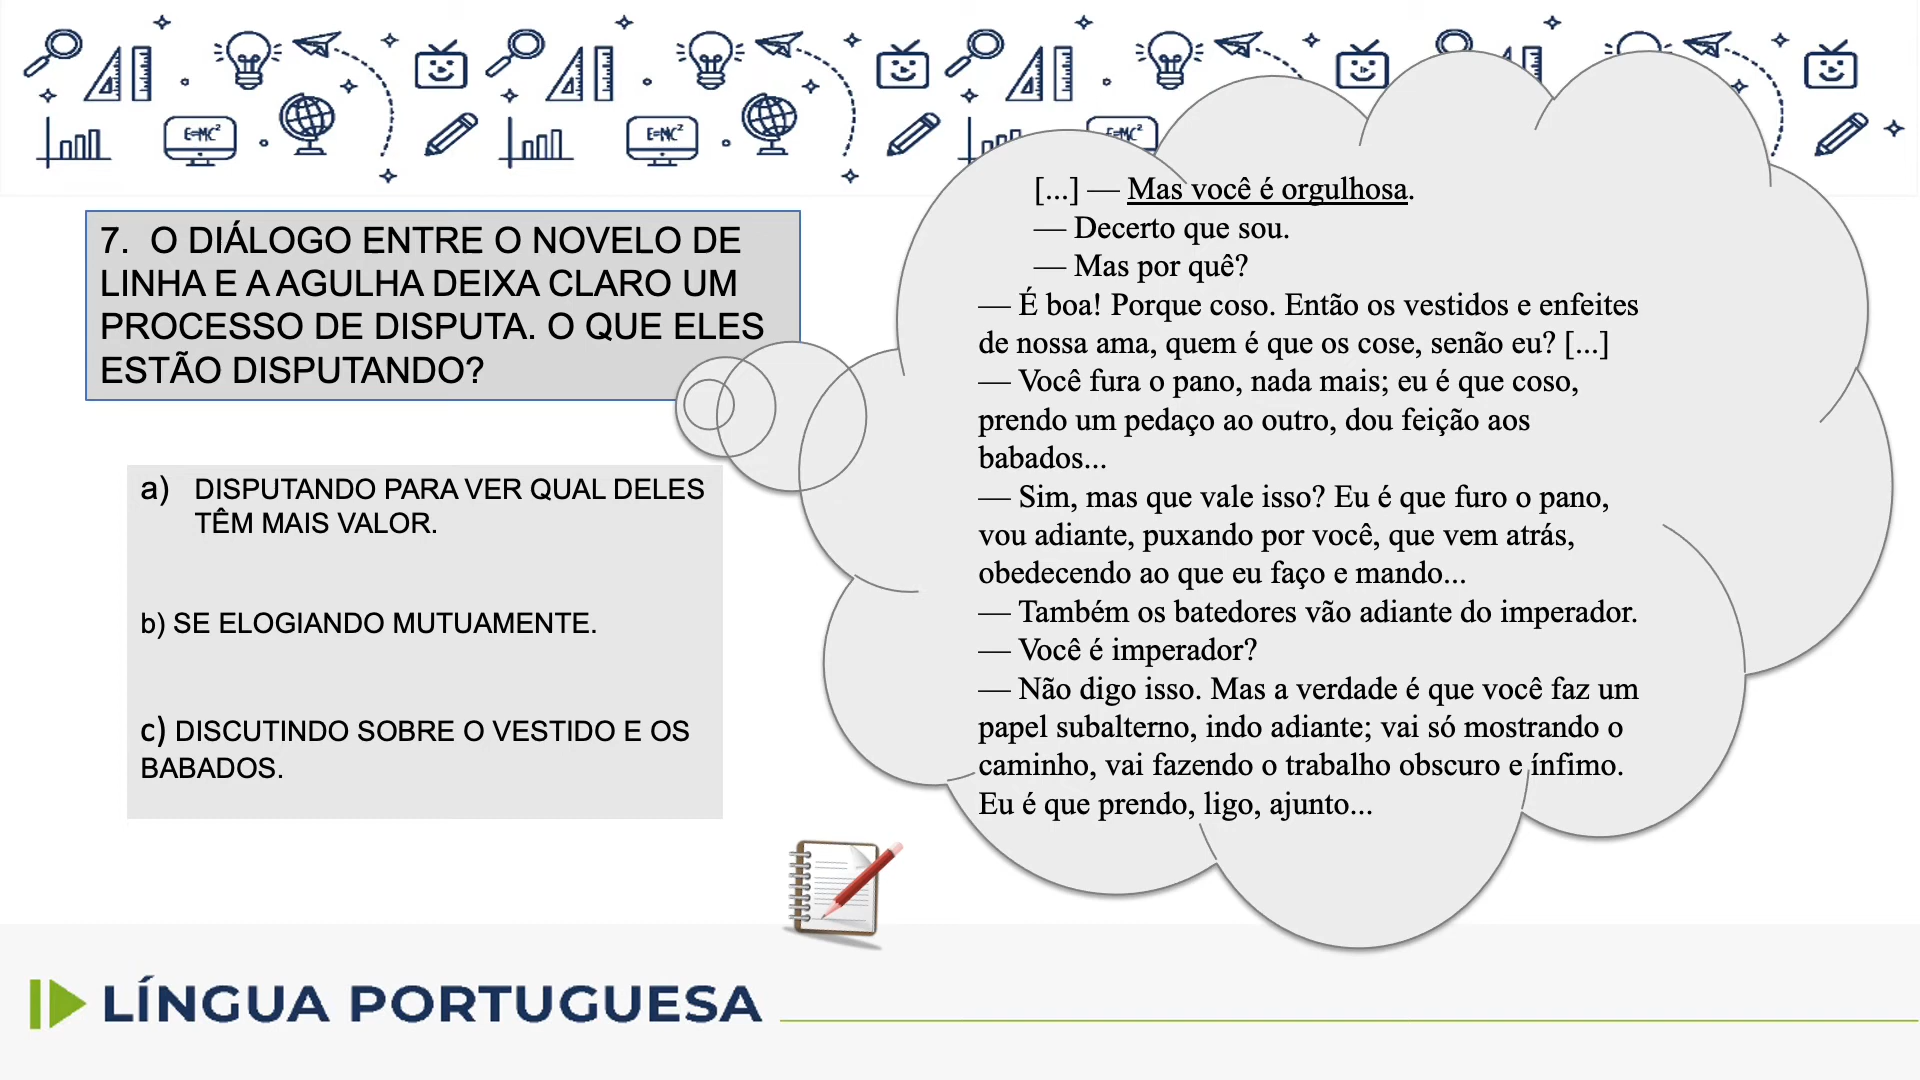 E=MC²
E=MC²
E=MC²
7. O DIÁLOGO ENTRE O NOVELO DE
LINHA E A AGULHA DEIXA CLARO UM
PROCESSO DE DISPUTA. O QUE ELES
ESTÃO DISPUTANDO?
a) DISPUTANDO PARA VER QUAL DELES
TÊM MAIS VALOR.
b) SE ELOGIANDO MUTUAMENTE.
c) DISCUTINDO SOBRE O VESTIDO E OS
BABADOS.
[...] — Mas você é orgulhosa.
— Decerto que sou.
— Mas por quê?
— É boa! Porque coso. Então os vestidos e enfeites
de nossa ama, quem é que os cose, senão eu? [...]
— Você fura o pano, nada mais; eu é que coso,
prendo um pedaço ao outro, dou feição aos
babados...
— Sim, mas que vale isso? Eu é que furo o pano,
vou adiante, puxando por você, que vem atrás,
obedecendo ao que eu faço e mando...
— Também os batedores vão adiante do imperador.
— Você é imperador?
— Não digo isso. Mas a verdade é que você faz um
papel subalterno, indo adiante; vai só mostrando o
caminho, vai fazendo o trabalho obscuro e ínfimo.
Eu é que prendo, ligo, ajunto...
LÍNGUA PORTUGUESA